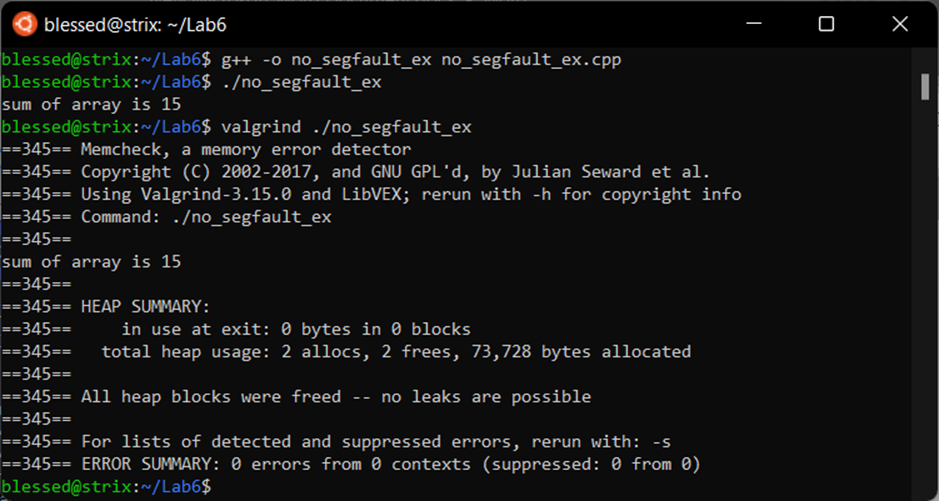 blessed@strix: ~/Lab6
blessed@strix:~/Lab6$ g++ -o no_segfault_ex no_segfault_ex.cpp
blessed@strix:~/Lab6$ ./no_segfault_ex
sum of array is 15
blessed@strix:~/Lab6$ valgrind ./no_segfault_ex
==345== Memcheck, a memory error detector
==345== Copyright (C) 2002-2017, and GNU GPL'd, by Julian Seward et al.
==345== Using Valgrind-3.15.0 and LibVEX; rerun with -h for copyright info
==345== Command: ./no_segfault_ex
==345==
sum of array is 15
==345==
==345== HEAP SUMMARY:
==345==     in use at exit: 0 bytes in 0 blocks
==345==   total heap usage: 2 allocs, 2 frees, 73,728 bytes allocated
==345==
==345== All heap blocks were freed -- no leaks are possible
==345==
==345== For lists of detected and suppressed errors, rerun with: -s
==345== ERROR SUMMARY: 0 errors from 0 contexts (suppressed: 0 from 0)
blessed@strix:~/Lab6$